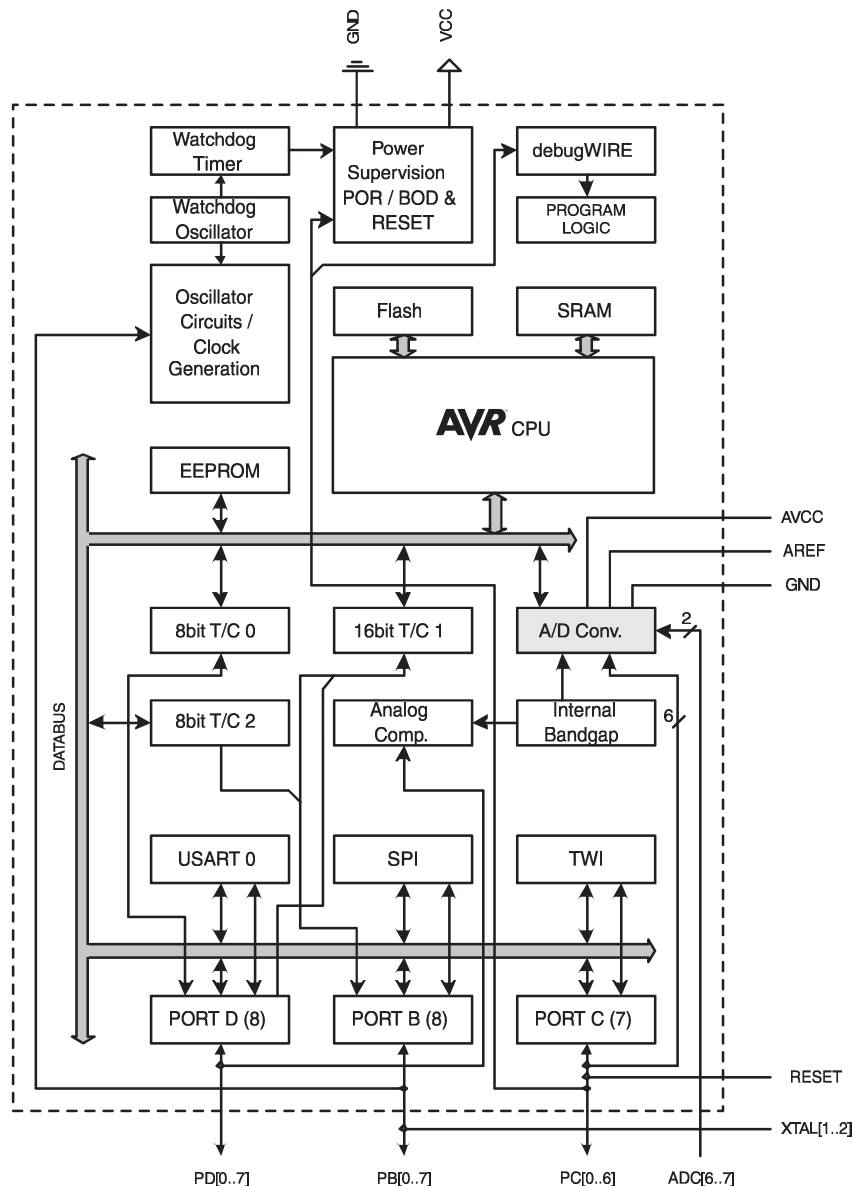 GND
VCC
Watchdog
Timer
Power
Supervision
POR / BOD &
RESET
debugWIRE
Watchdog
Oscillator
PROGRAM
LOGIC
Oscillator
Circuits /
Clock
Generation
Flash
SRAM
AVR CPU
EEPROM
AVCC
AREF
GND
8bit T/C 0
16bit T/C 1
A/D Conv.
2
DATABUS
8bit T/C 2
Analog
Comp.
Internal
Bandgap
6
USART 0
SPI
TWI
PORT D (8)
PORT B (8)
PORT C (7)
RESET
XTAL[1..2]
PD[0..7]
PB[0..7]
PC[0..6]
ADC[6..7]